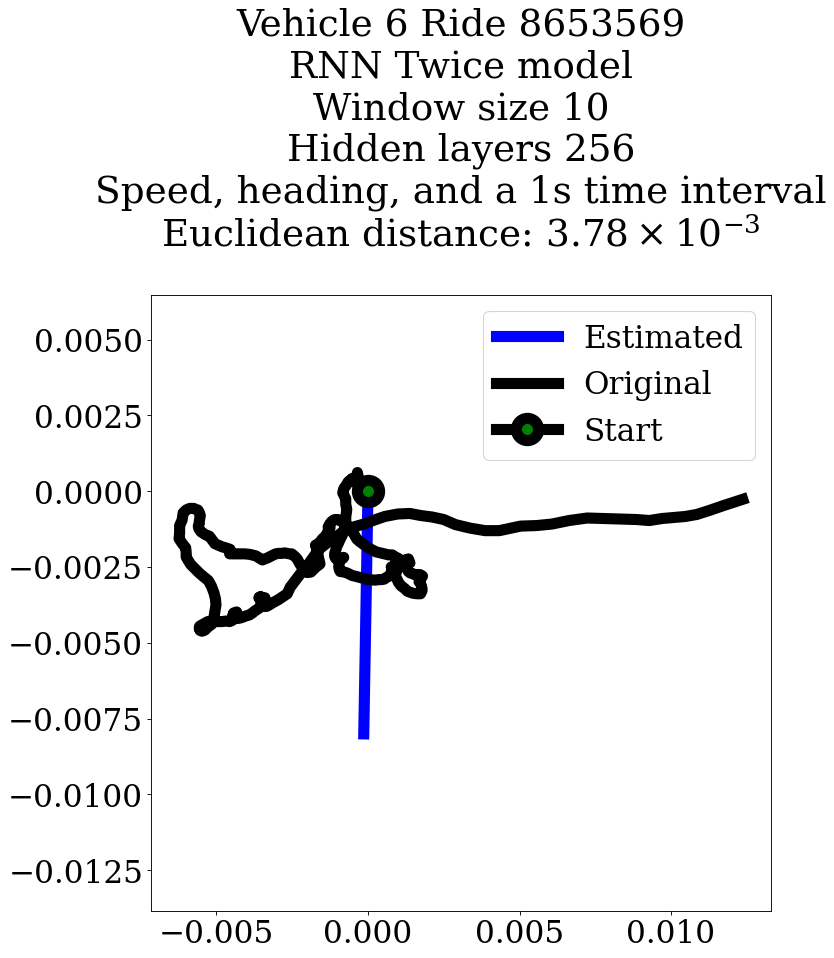 Vehicle 6 Ride 8653569
RNN Twice model
Window size 10
Hidden layers 256
Speed, heading, and a 1s time interval
Euclidean distance: 3.78 × 10⁻³
Estimated
Original
Start
0.0050
0.0025
0.0000
−0.0025
−0.0050
−0.0075
−0.0100
−0.0125
−0.005 0.000 0.005 0.010